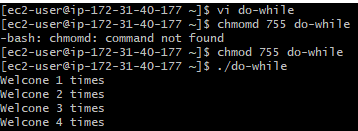 [ec2-user@ip-172-31-40-177 ~]$ vi do-while
[ec2-user@ip-172-31-40-177 ~]$ chmomd 755 do-while
-bash: chmomd: command not found
[ec2-user@ip-172-31-40-177 ~]$ chmod 755 do-while
[ec2-user@ip-172-31-40-177 ~]$ ./do-while
Welcone 1 times
Welcone 2 times
Welcone 3 times
Welcone 4 times